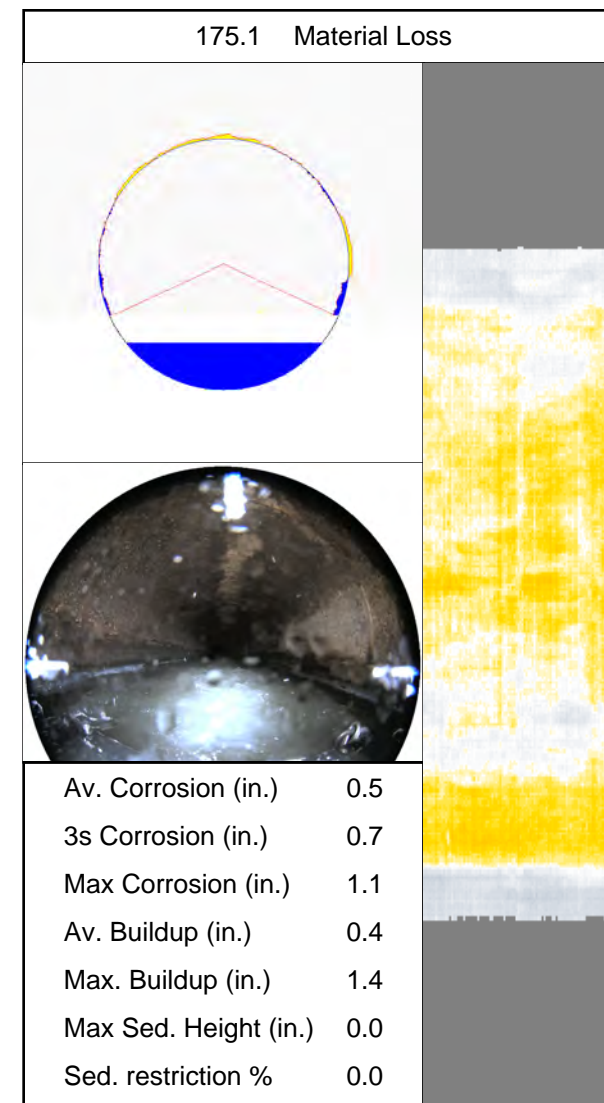 175.1 Material Loss
Av. Corrosion (in.) 0.5
3s Corrosion (in.) 0.7
Max Corrosion (in.) 1.1
Av. Buildup (in.) 0.4
Max. Buildup (in.) 1.4
Max Sed. Height (in.) 0.0
Sed. restriction % 0.0